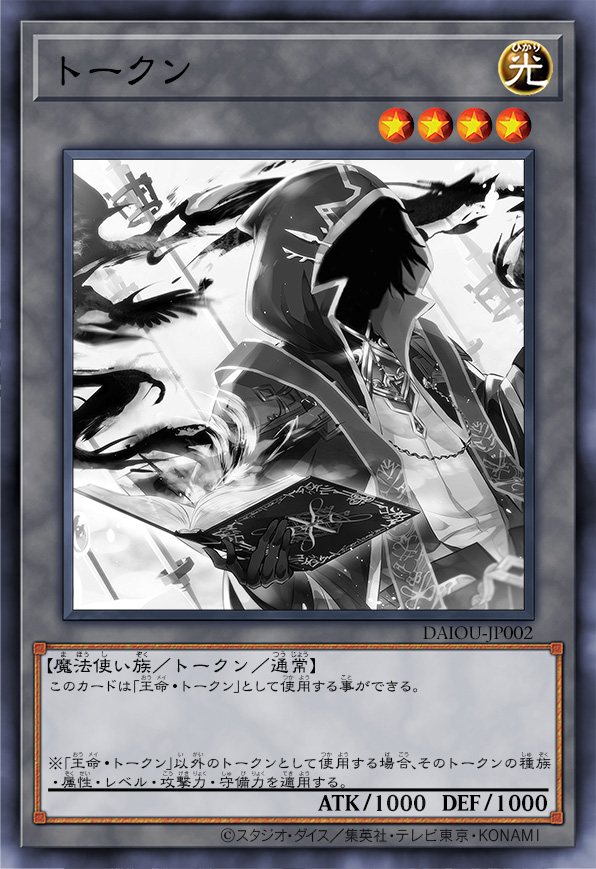 トークン
ひかり
光
DAIOU-JP002
【魔法使い族／トークン／通常】
このカードは「王命・トークン」として使用する事ができる。
※「王命・トークン」以外のトークンとして使用する場合、そのトークンの種族
・属性・レベル・攻撃力・守備力を適用する。
ATK/1000 DEF/1000
©スタジオ・ダイス／集英社・テレビ東京・KONAMI